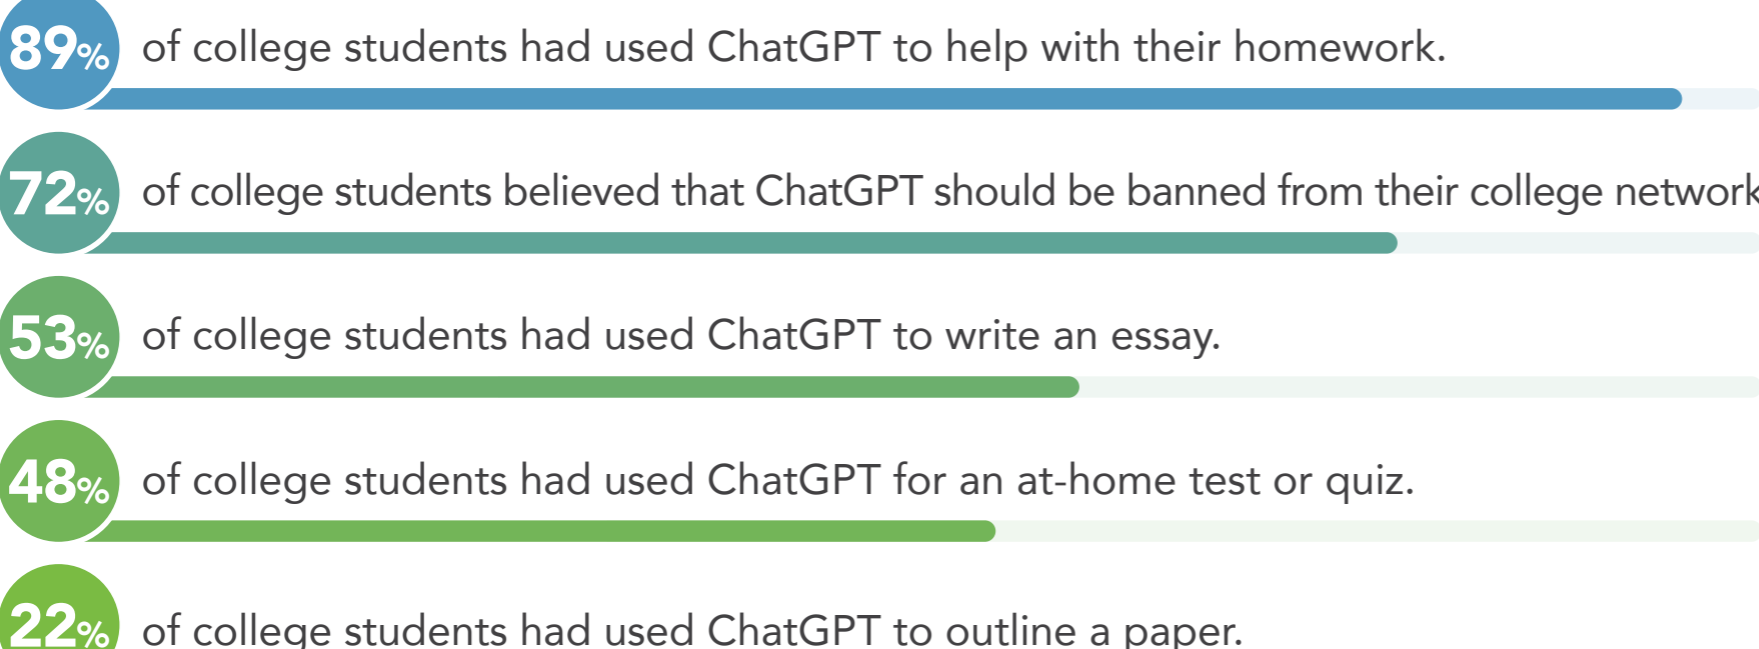 89% of college students had used ChatGPT to help with their homework.
72% of college students believed that ChatGPT should be banned from their college network
53% of college students had used ChatGPT to write an essay.
48% of college students had used ChatGPT for an at-home test or quiz.
22% of college students had used ChatGPT to outline a paper.